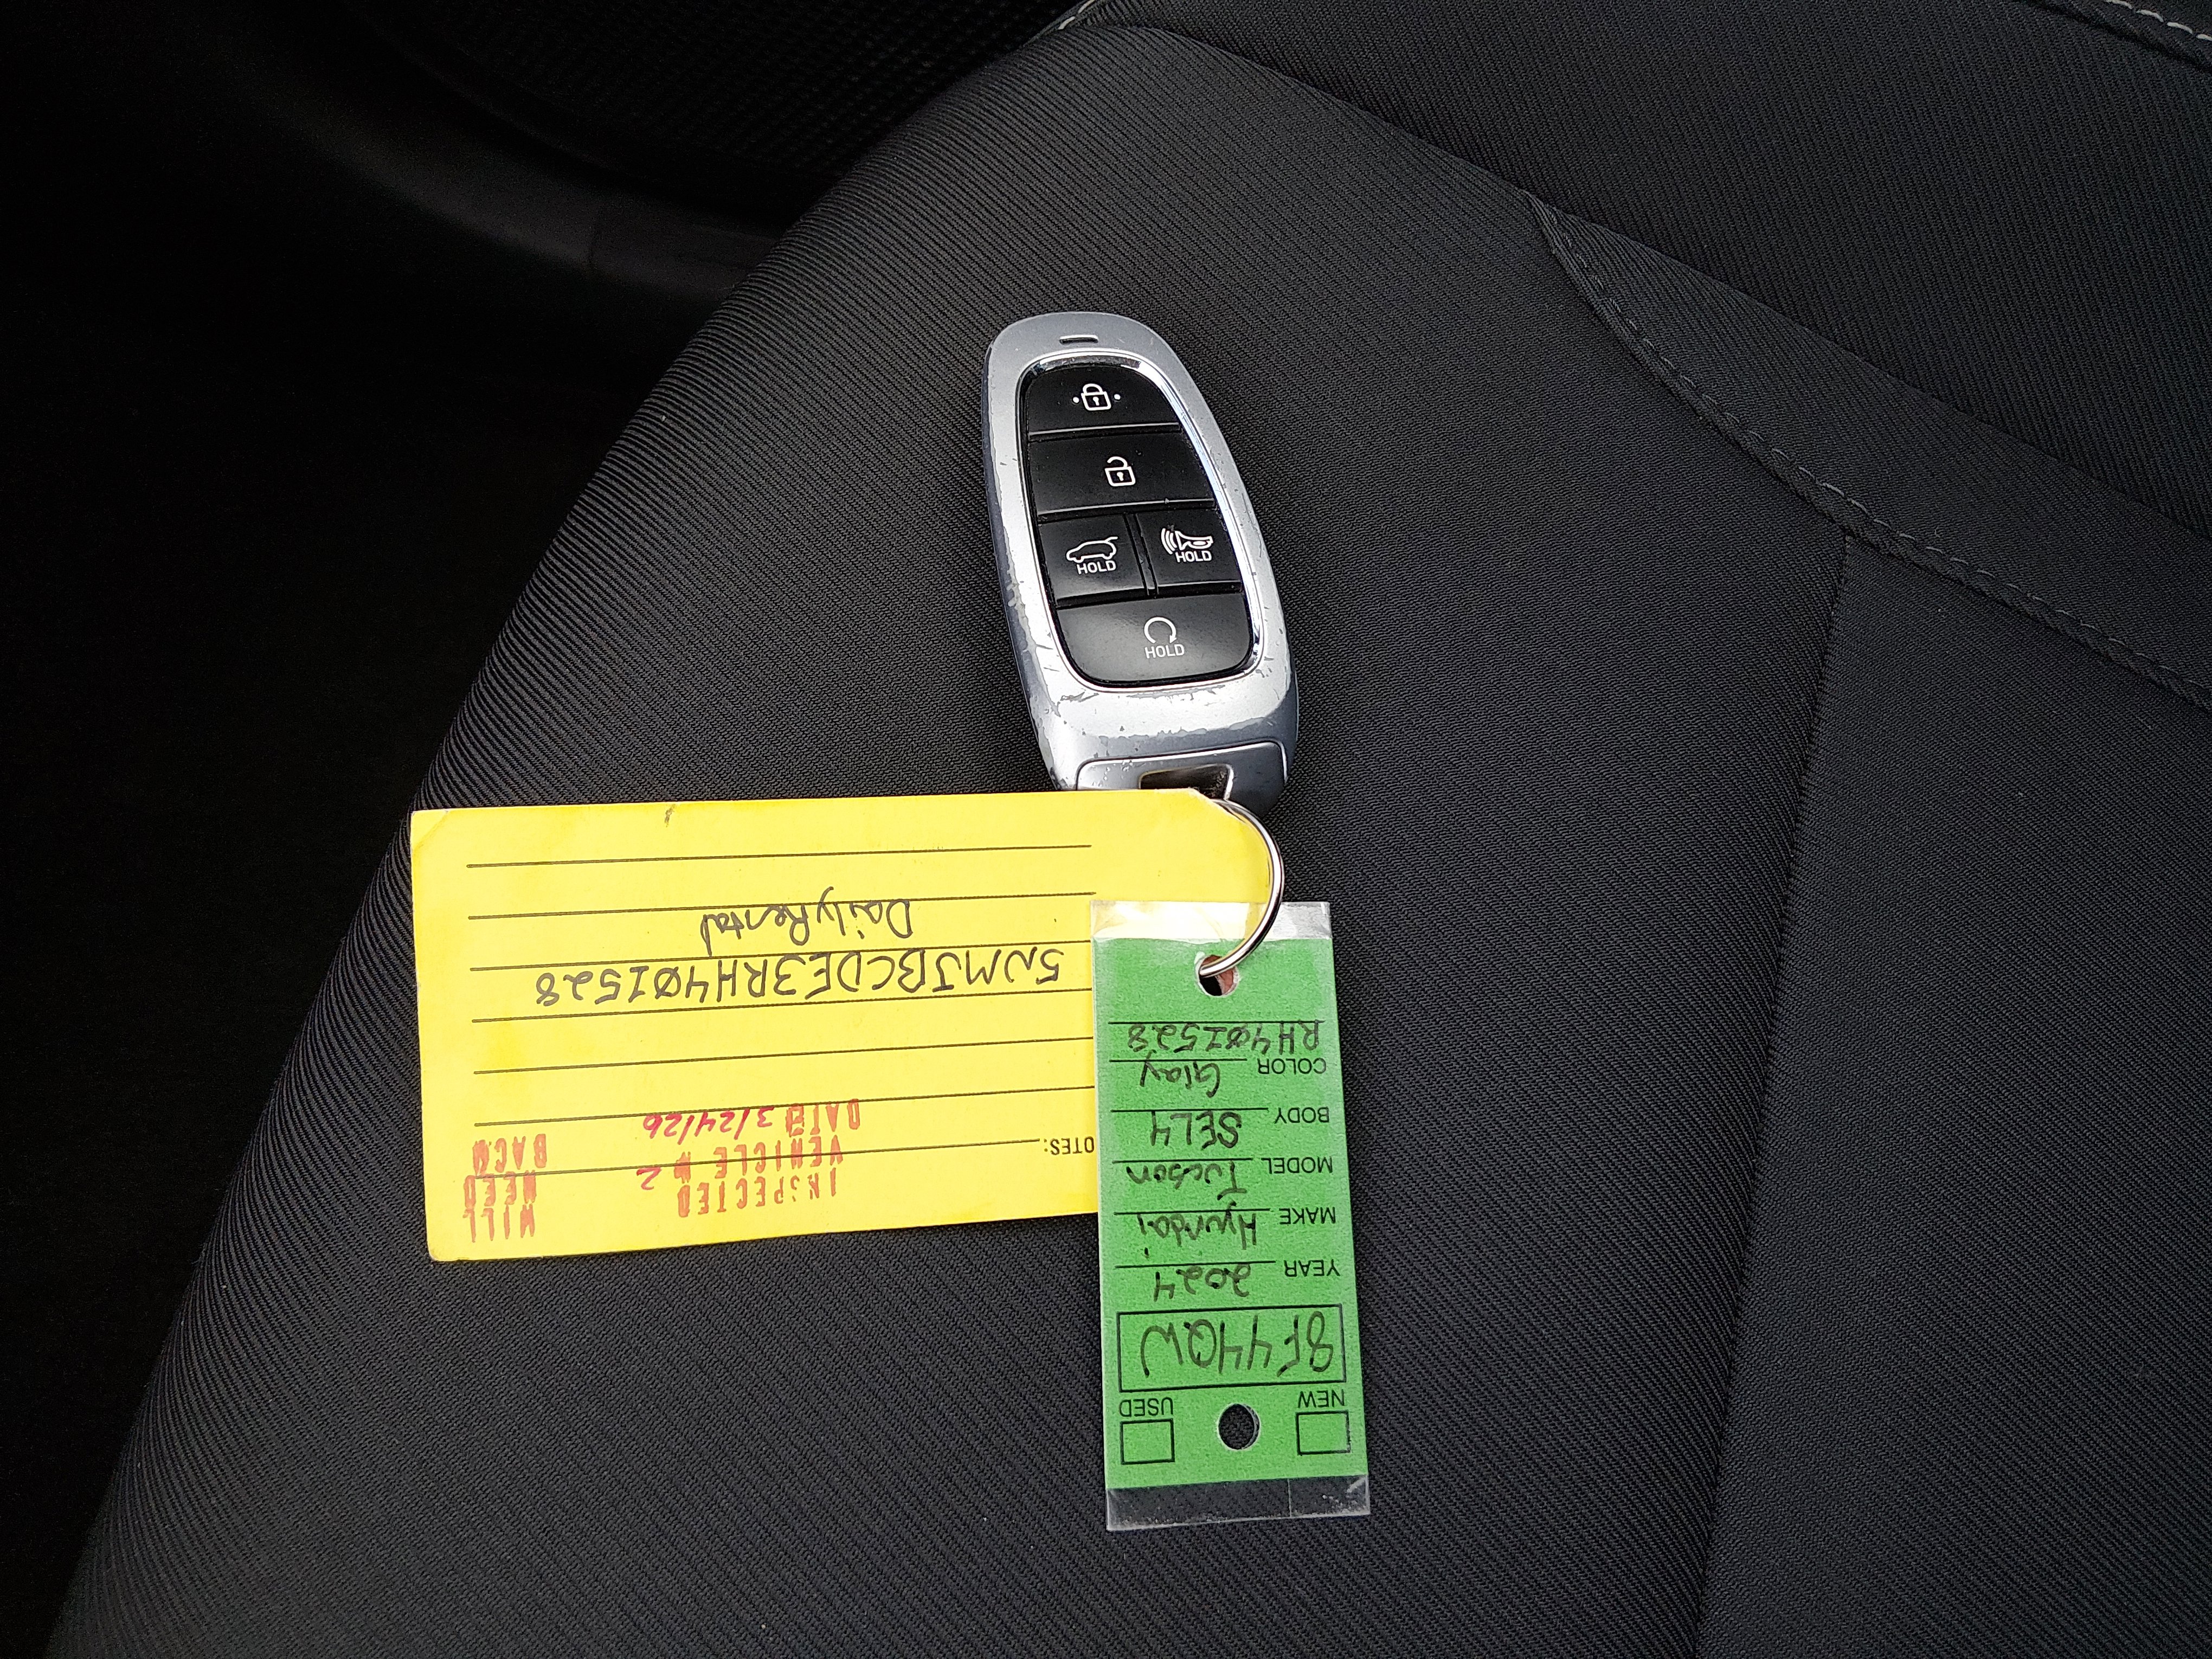 HOLD
HOLD
HOLD
OTES:
INSPECTED
VEHICLE # 2
DATE 3/24/26
WILL
NEED
BACK
5NMJBCDE3RH401528
Daily Rental
NEW
USED
8F44QW
YEAR 2024
MAKE Hyundai
MODEL Tucson
BODY SEL4
COLOR Gray
RH401528